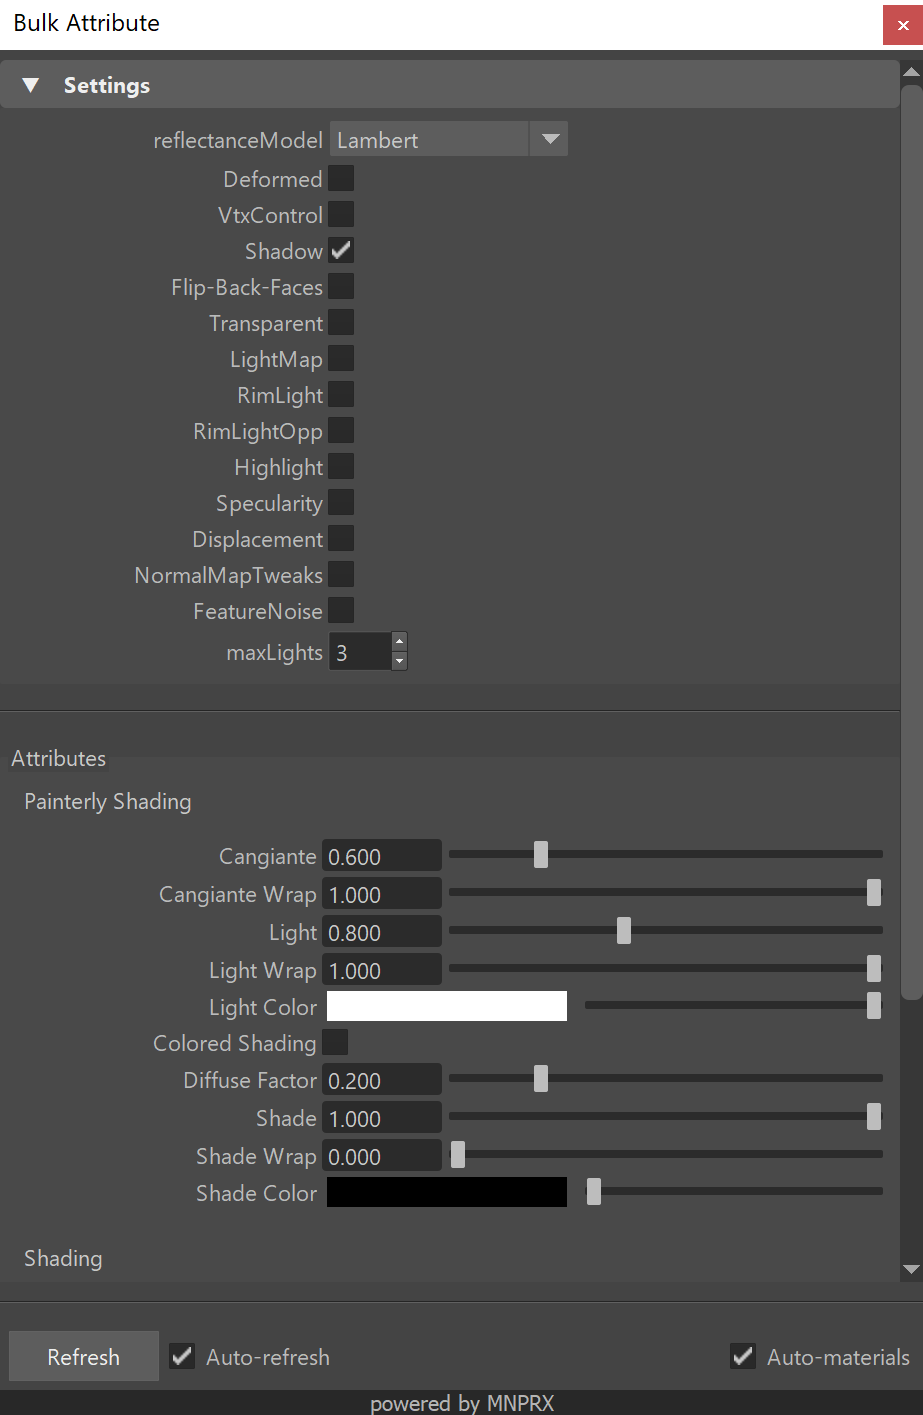 Bulk Attribute
Settings
reflectanceModel Lambert
Deformed
VtxControl
Shadow
Flip-Back-Faces
Transparent
LightMap
RimLight
RimLightOpp
Highlight
Specularity
Displacement
NormalMapTweaks
FeatureNoise
maxLights 3
Attributes
Painterly Shading
Cangiante 0.600
Cangiante Wrap 1.000
Light 0.800
Light Wrap 1.000
Light Color
Colored Shading
Diffuse Factor 0.200
Shade 1.000
Shade Wrap 0.000
Shade Color
Shading
Refresh Auto-refresh Auto-materials
powered by MNPRX